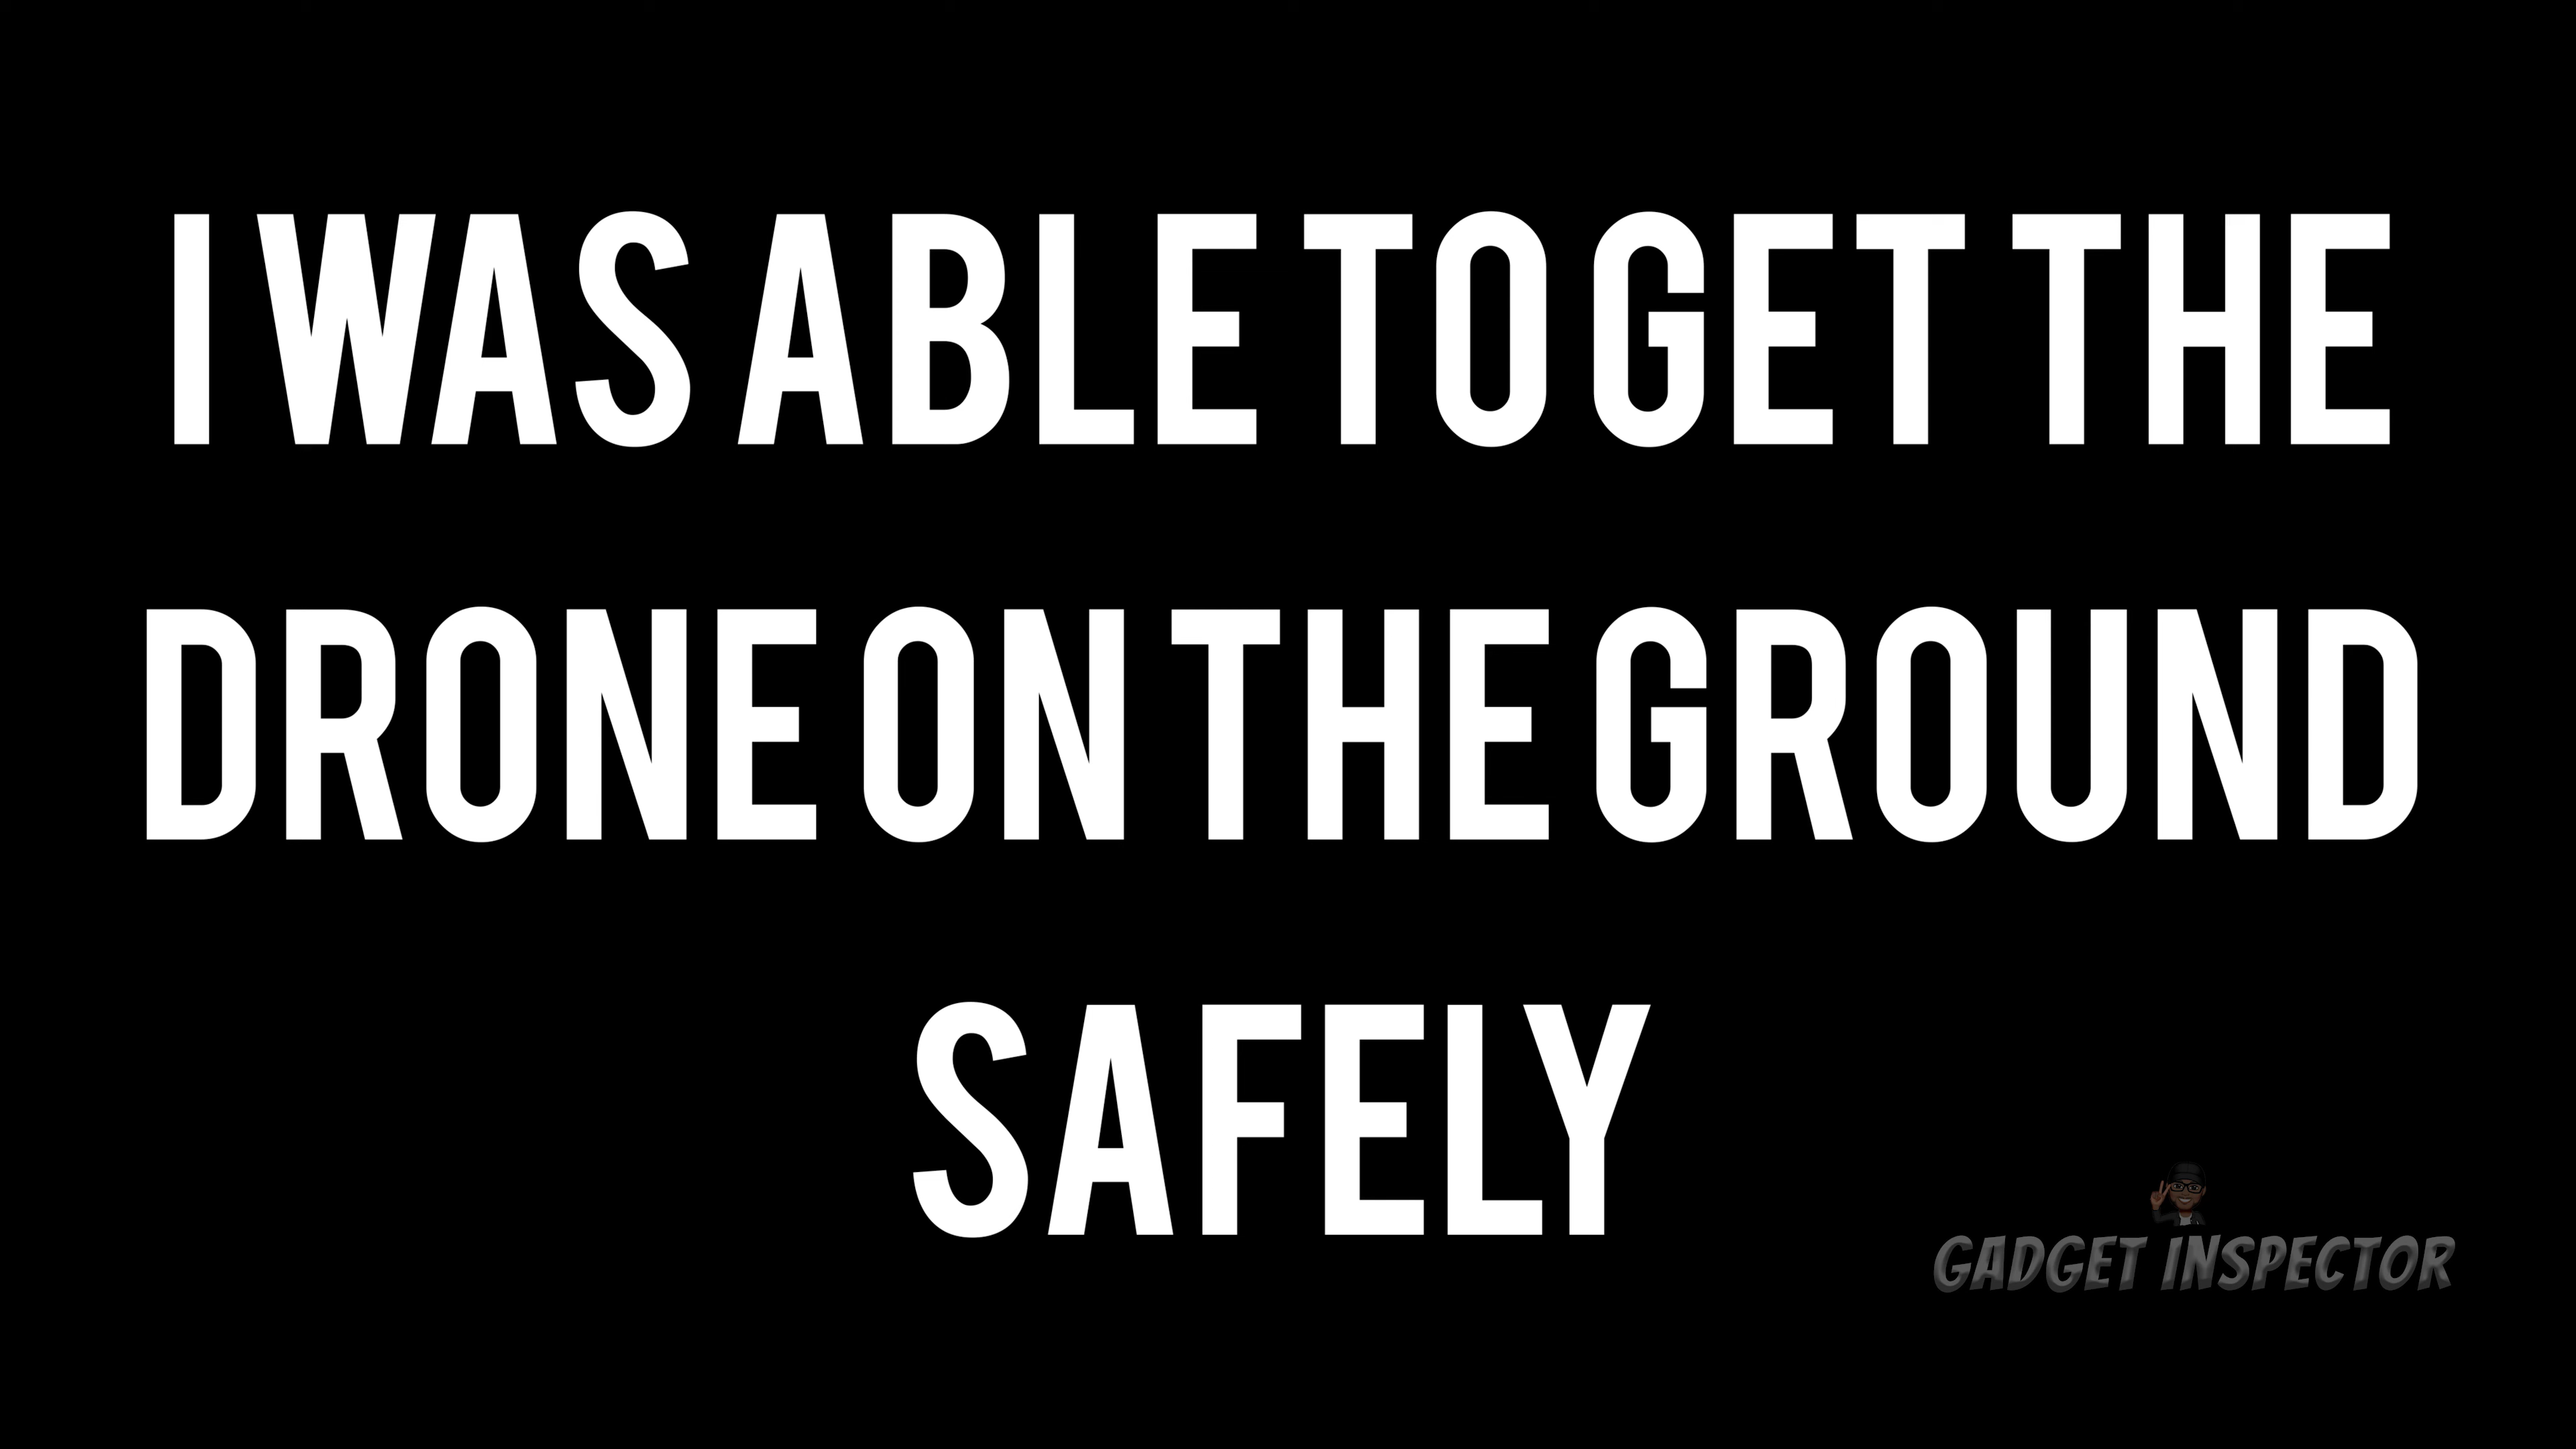 I WAS ABLE TO GET THE
DRONE ON THE GROUND
SAFELY
GADGET INSPECTOR